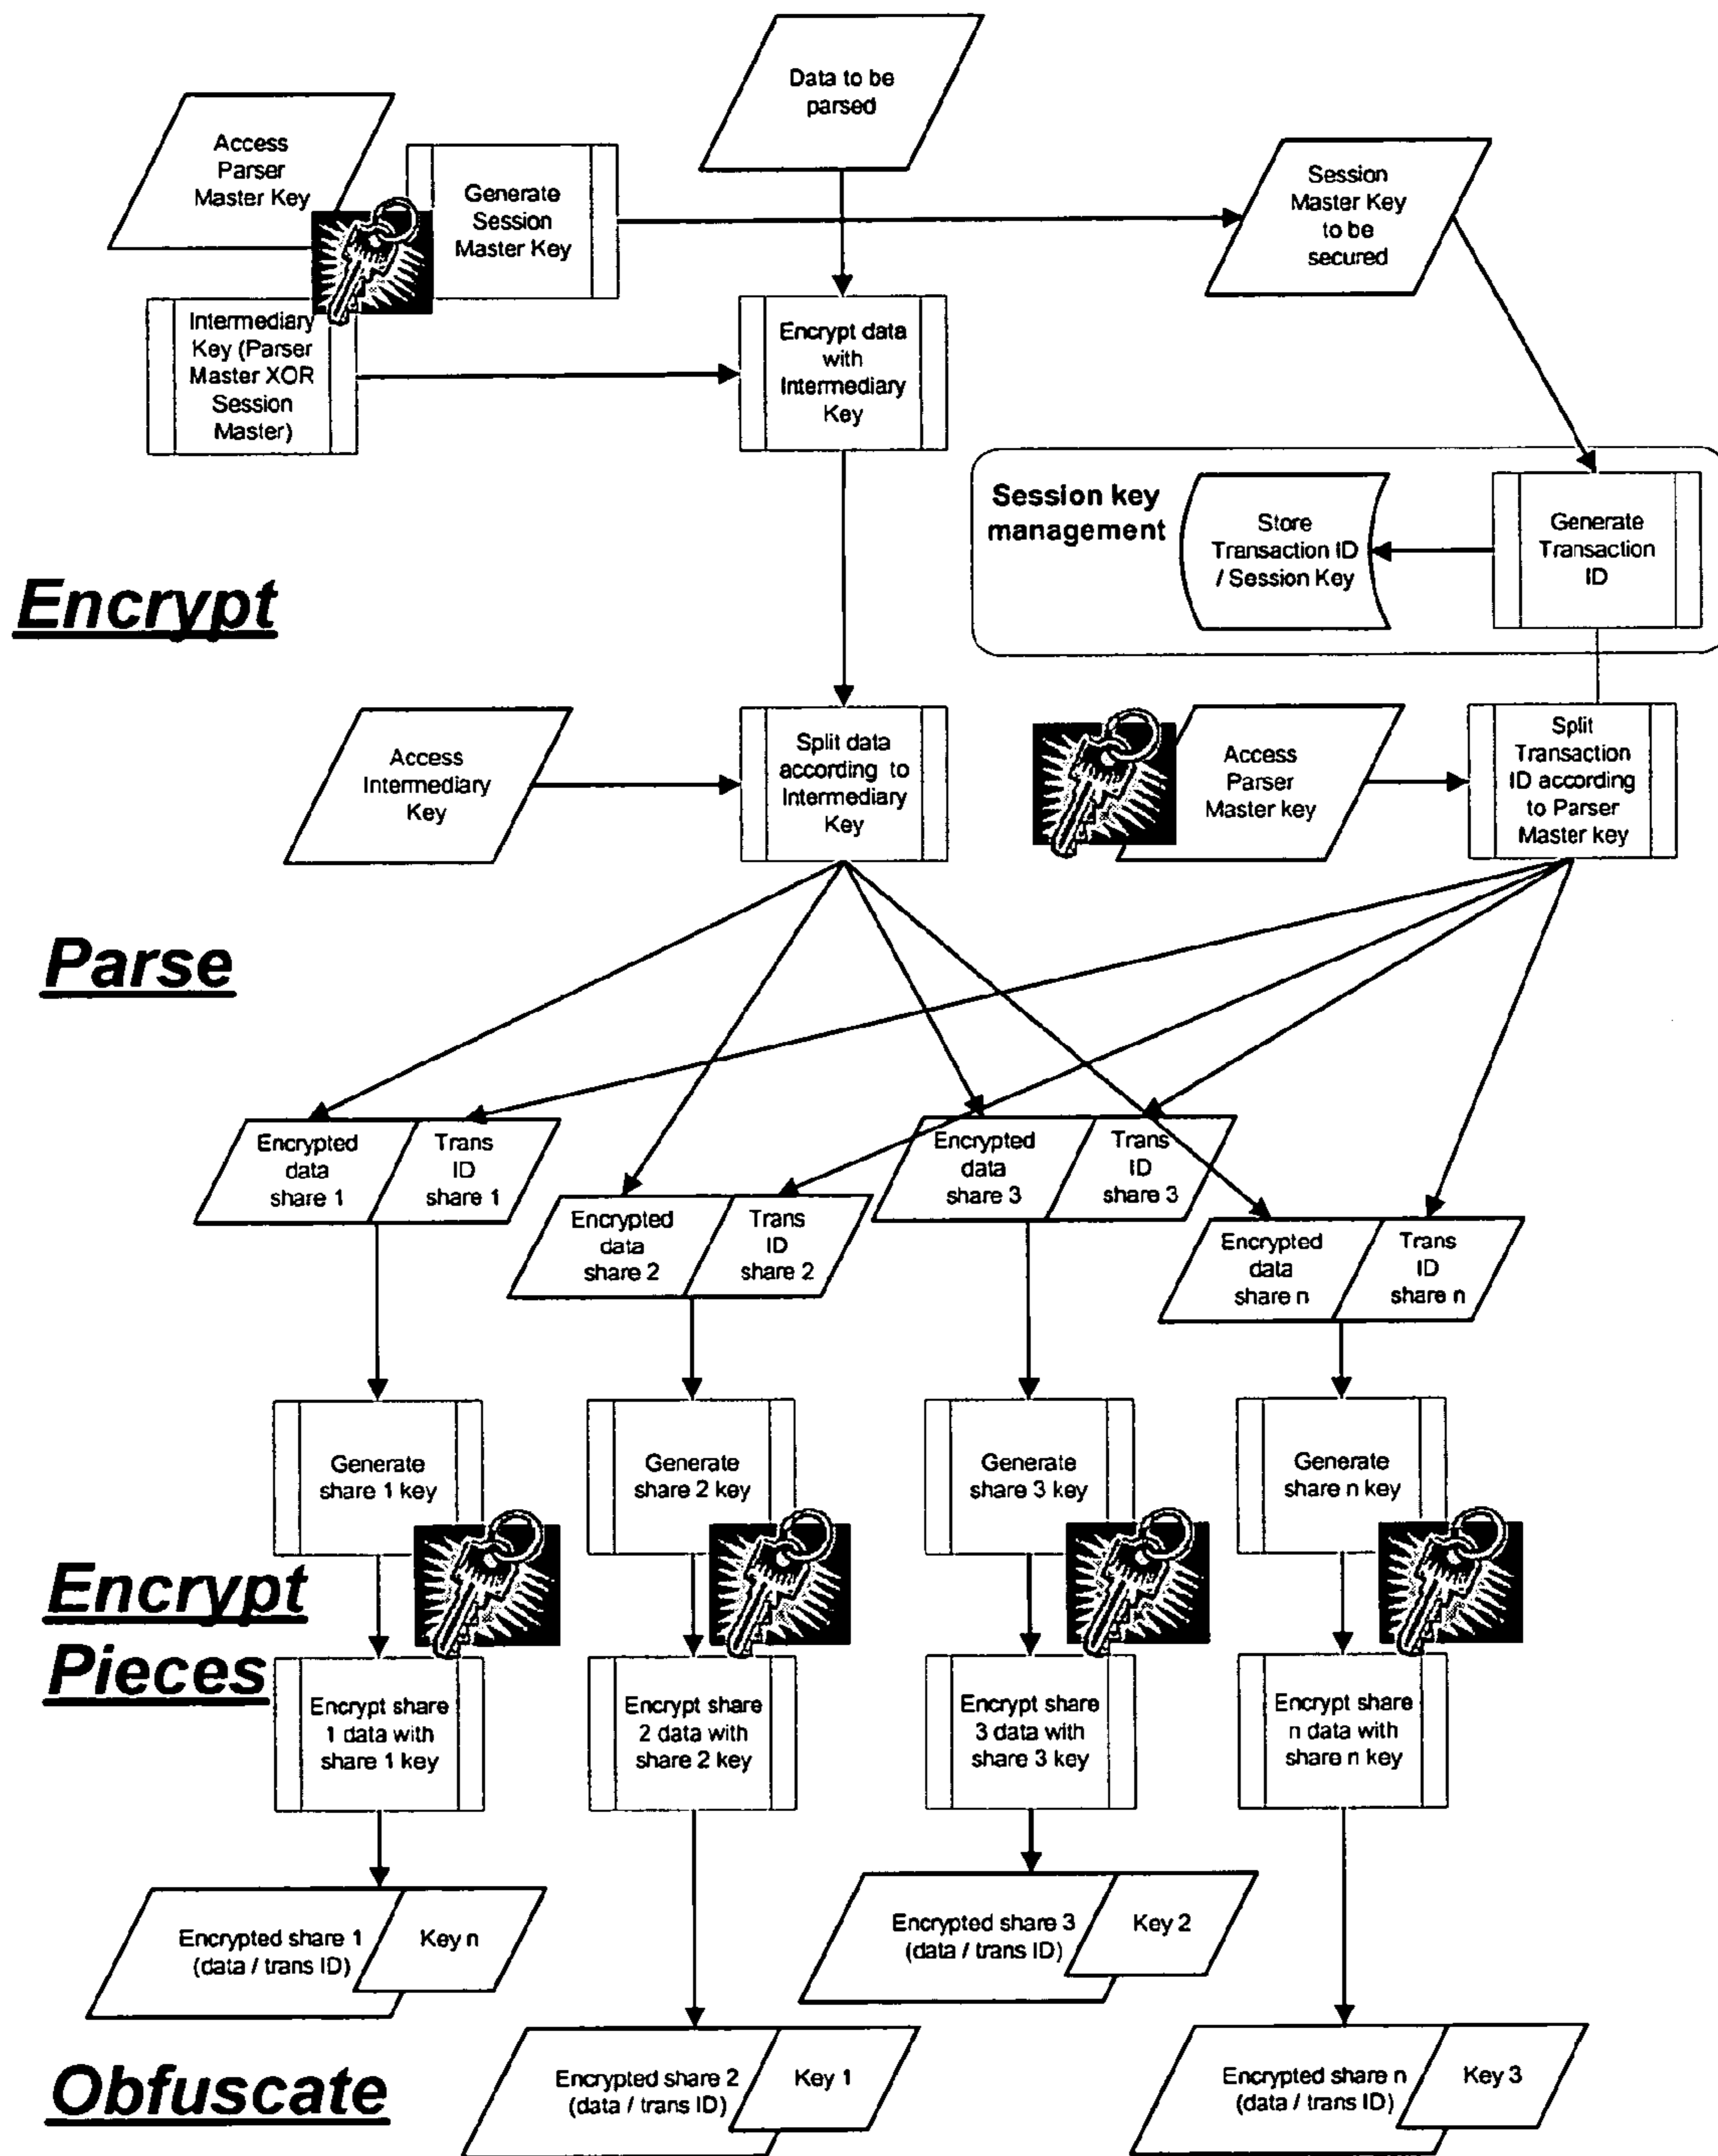 Data to be
parsed
Access
Parser
Master Key
Generate
Session
Master Key
Session
Master Key
to be
secured
Intermediary
Key (Parser
Master XOR
Session
Master)
Encrypt data
with
Intermediary
Key
Session key
management
Store
Transaction ID
/ Session Key
Generate
Transaction
ID
Encrypt
Access
Intermediary
Key
Split data
according to
Intermediary
Key
Access
Parser
Master key
Split
Transaction
ID according
to Parser
Master key
Parse
Encrypted
data
share 1
Trans
ID
share 1
Encrypted
data
share 2
Trans
ID
share 2
Encrypted
data
share 3
Trans
ID
share 3
Encrypted
data
share n
Trans
ID
share n
Generate
share 1 key
Generate
share 2 key
Generate
share 3 key
Generate
share n key
Encrypt
Pieces
Encrypt share
1 data with
share 1 key
Encrypt share
2 data with
share 2 key
Encrypt share
3 data with
share 3 key
Encrypt share
n data with
share n key
Encrypted share 1
(data / trans ID)
Key n
Encrypted share 3
(data / trans ID)
Key 2
Obfuscate
Encrypted share 2
(data / trans ID)
Key 1
Encrypted share n
(data / trans ID)
Key 3